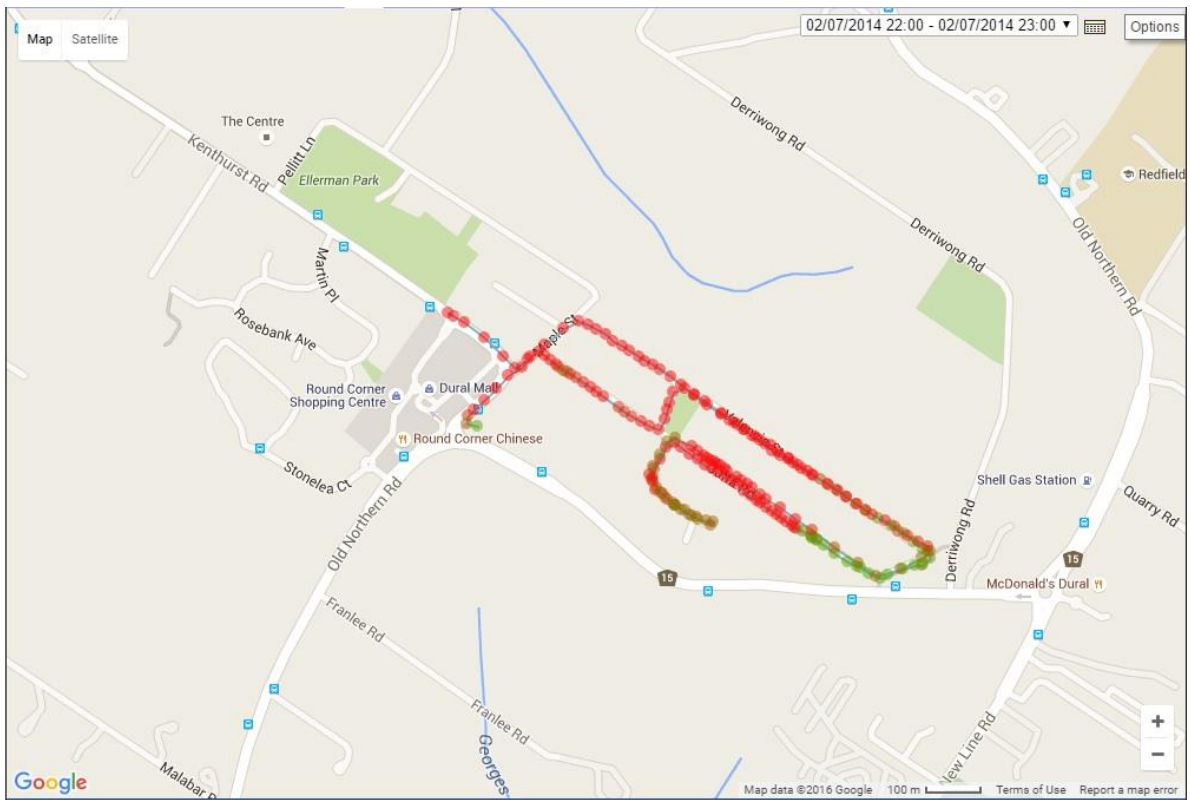 Map
Satellite
02/07/2014 22:00 - 02/07/2014 23:00
Options
Derriwong Rd
The Centre
Kenthurst Rd
Pellitt Ln
Ellerman Park
Redfield
Derriwong Rd
Old Northern Rd
Martin Pl
Rosebank Ave
Maple St
Round Corner
Shopping Centre
Dural Mall
Round Corner Chinese
Stonelea Ct
Shell Gas Station
Quarry Rd
Old Northern Rd
15
15
Derriwong Rd
McDonald's Dural
Franlee Rd
Franlee Rd
Georges
New Line Rd
Malabar
+
−
Google
Map data ©2016 Google
100 m
Terms of Use
Report a map error